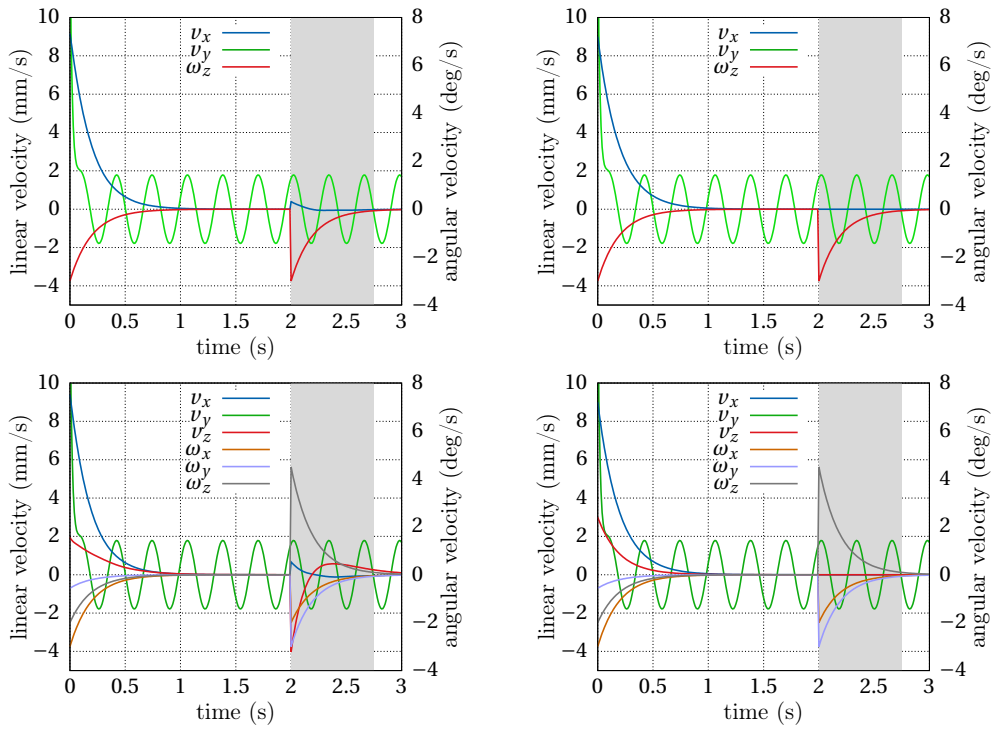 linear velocity (mm/s)
10
8
6
4
2
0
−2
−4
v_x
v_y
ω_z
8
6
4
2
0
−2
−4
angular velocity (deg/s)
0 0.5 1 1.5 2 2.5 3
time (s)
linear velocity (mm/s)
10
8
6
4
2
0
−2
−4
v_x
v_y
ω_z
8
6
4
2
0
−2
−4
angular velocity (deg/s)
0 0.5 1 1.5 2 2.5 3
time (s)
linear velocity (mm/s)
10
8
6
4
2
0
−2
−4
v_x
v_y
v_z
ω_x
ω_y
ω_z
8
6
4
2
0
−2
−4
angular velocity (deg/s)
0 0.5 1 1.5 2 2.5 3
time (s)
linear velocity (mm/s)
10
8
6
4
2
0
−2
−4
v_x
v_y
v_z
ω_x
ω_y
ω_z
8
6
4
2
0
−2
−4
angular velocity (deg/s)
0 0.5 1 1.5 2 2.5 3
time (s)